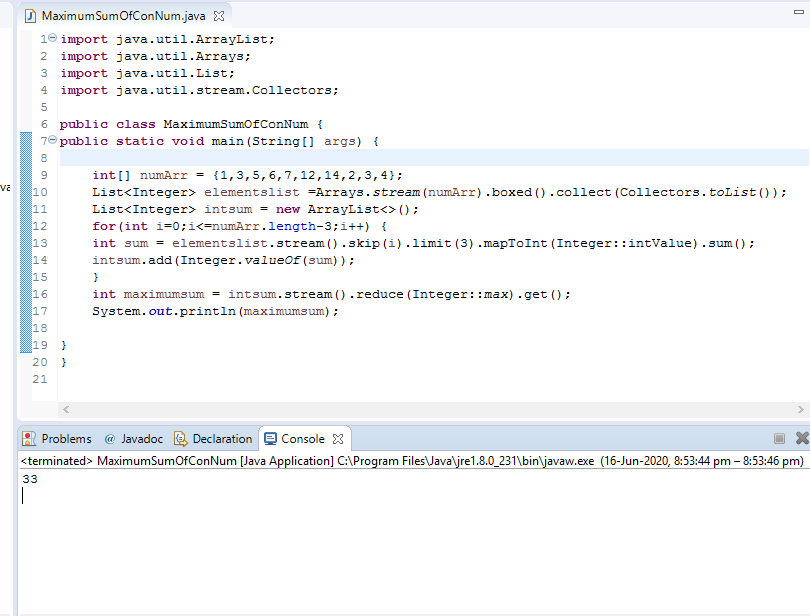 MaximumSumOfConNum.java
1 import java.util.ArrayList;
2 import java.util.Arrays;
3 import java.util.List;
4 import java.util.stream.Collectors;
5
6 public class MaximumSumOfConNum {
7 public static void main(String[] args) {
8
va
9 int[] numArr = {1,3,5,6,7,12,14,2,3,4};
10 List<Integer> elementslist =Arrays.stream(numArr).boxed().collect(Collectors.toList());
11 List<Integer> intsum = new ArrayList<>();
12 for(int i=0;i<=numArr.length-3;i++) {
13 int sum = elementslist.stream().skip(i).limit(3).mapToInt(Integer::intValue).sum();
14 intsum.add(Integer.valueOf(sum));
15 }
16 int maximumsum = intsum.stream().reduce(Integer::max).get();
17 System.out.println(maximumsum);
18
19 }
20 }
21
Problems @ Javadoc Declaration Console
<terminated> MaximumSumOfConNum [Java Application] C:\Program Files\Java\jre1.8.0_231\bin\javaw.exe (16-Jun-2020, 8:53:44 pm – 8:53:46 pm)
33